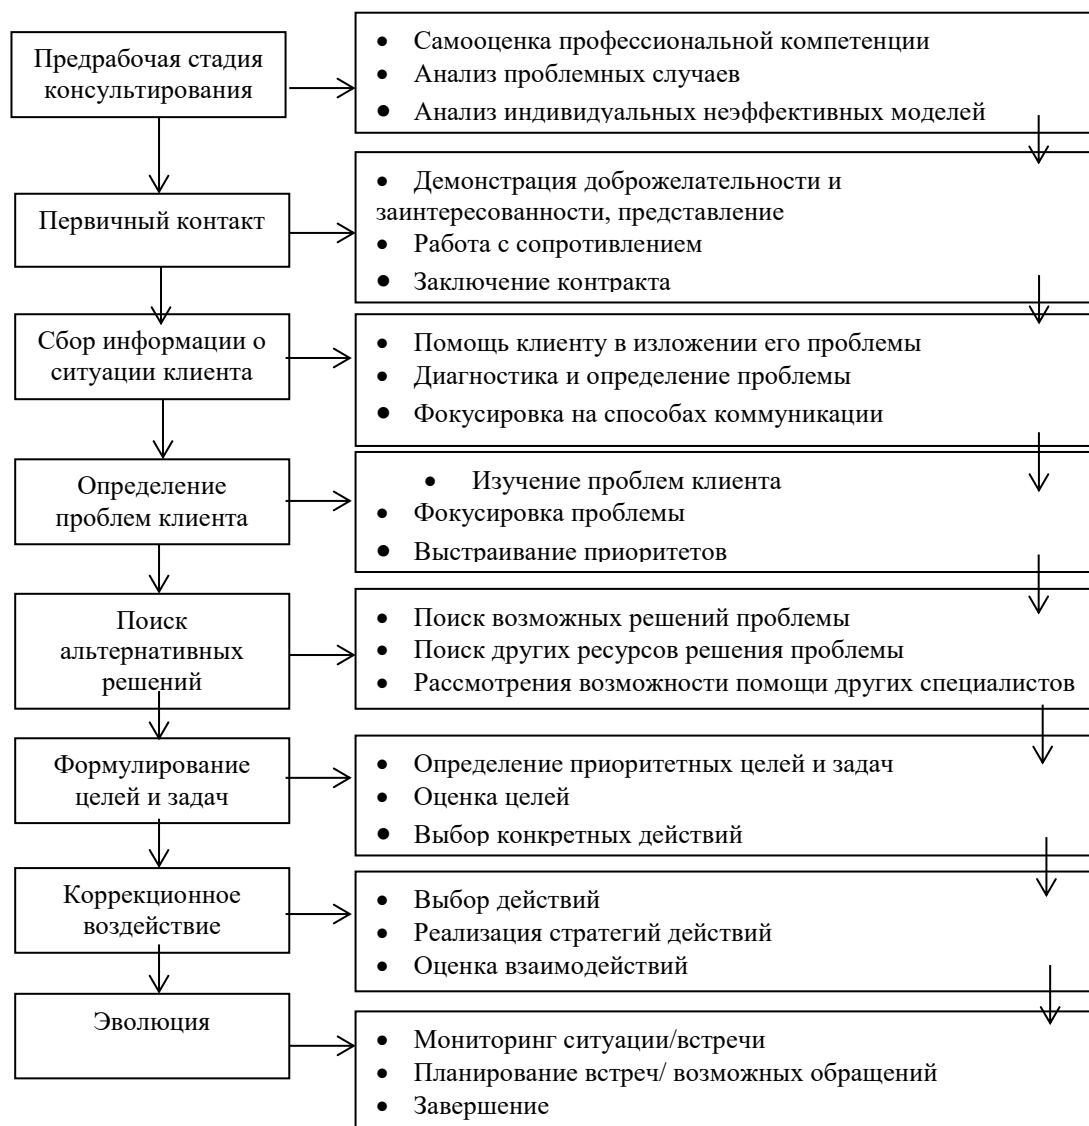 Предрабочая стадия
консультирования
• Самооценка профессиональной компетенции
• Анализ проблемных случаев
• Анализ индивидуальных неэффективных моделей
Первичный контакт
• Демонстрация доброжелательности и
заинтересованности, представление
• Работа с сопротивлением
• Заключение контракта
Сбор информации о
ситуации клиента
• Помощь клиенту в изложении его проблемы
• Диагностика и определение проблемы
• Фокусировка на способах коммуникации
Определение
проблем клиента
• Изучение проблем клиента
• Фокусировка проблемы
• Выстраивание приоритетов
Поиск
альтернативных
решений
• Поиск возможных решений проблемы
• Поиск других ресурсов решения проблемы
• Рассмотрения возможности помощи других специалистов
Формулирование
целей и задач
• Определение приоритетных целей и задач
• Оценка целей
• Выбор конкретных действий
Коррекционное
воздействие
• Выбор действий
• Реализация стратегий действий
• Оценка взаимодействий
Эволюция
• Мониторинг ситуации/встречи
• Планирование встреч/ возможных обращений
• Завершение